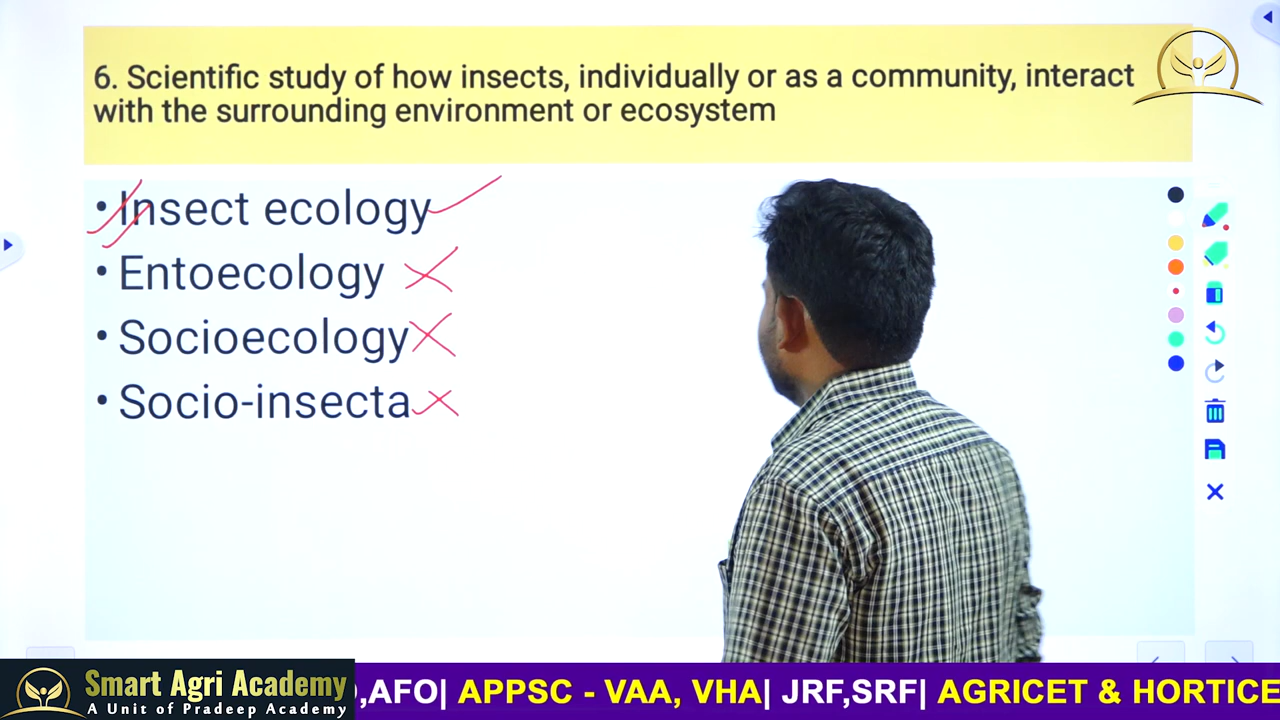 6. Scientific study of how insects, individually or as a community, interact
with the surrounding environment or ecosystem
• Insect ecology
• Entoecology
• Socioecology
• Socio-insecta
Smart Agri Academy
A Unit of Pradeep Academy
,AFO| APPSC - VAA, VHA| JRF,SRF| AGRICET & HORTICE